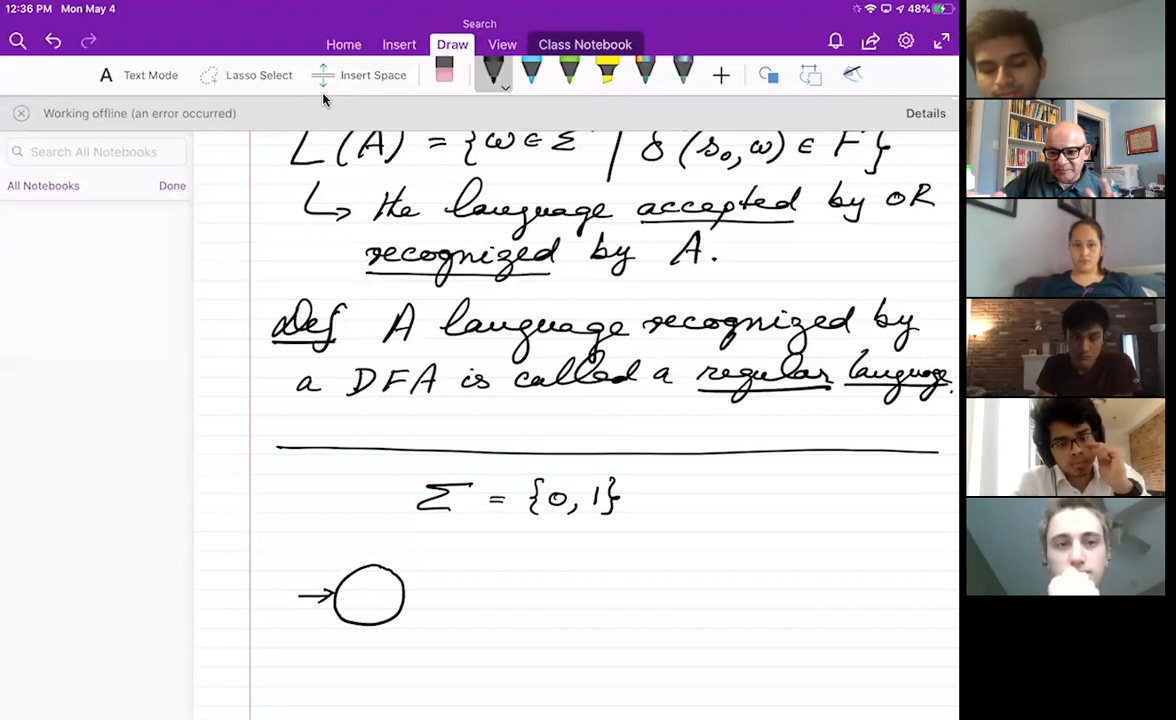 12:36 PM Mon May 4
Search
48%
Home Insert Draw View Class Notebook
A Text Mode Lasso Select Insert Space
Working offline (an error occurred) Details
Search All Notebooks
All Notebooks Done
L(A) = {ω ∈ Σ | δ(s₀, ω) ∈ F}
↳ the language accepted by OR
recognized by A.
Def A language recognized by
a DFA is called a regular language.
Σ = {0, 1}